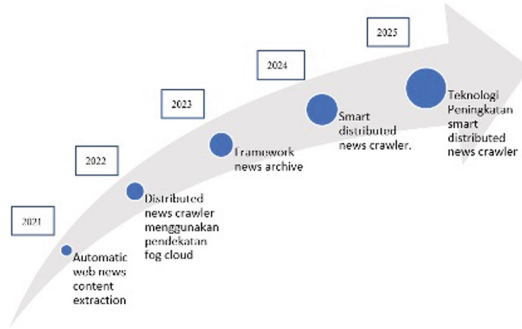 2021
Automatic
web news
content
extraction
2022
Distributed
news crawler
menggunakan
pendekatan
fog cloud
2023
Framework
news archive
2024
Smart
distributed
news crawler.
2025
Teknologi
Peningkatan
smart
distributed
news crawler